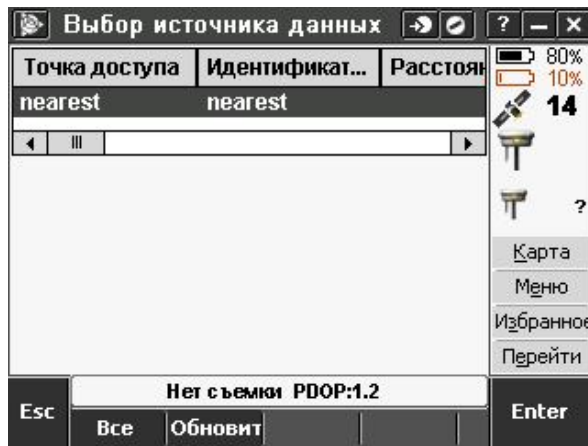 Выбор источника данных ? — ×
Точка доступа Идентификат... Расстоян
80%
10%
nearest nearest
14
?
Карта
Меню
Избранное
Перейти
Нет съемки PDOP:1.2
Esc Все Обновит Enter